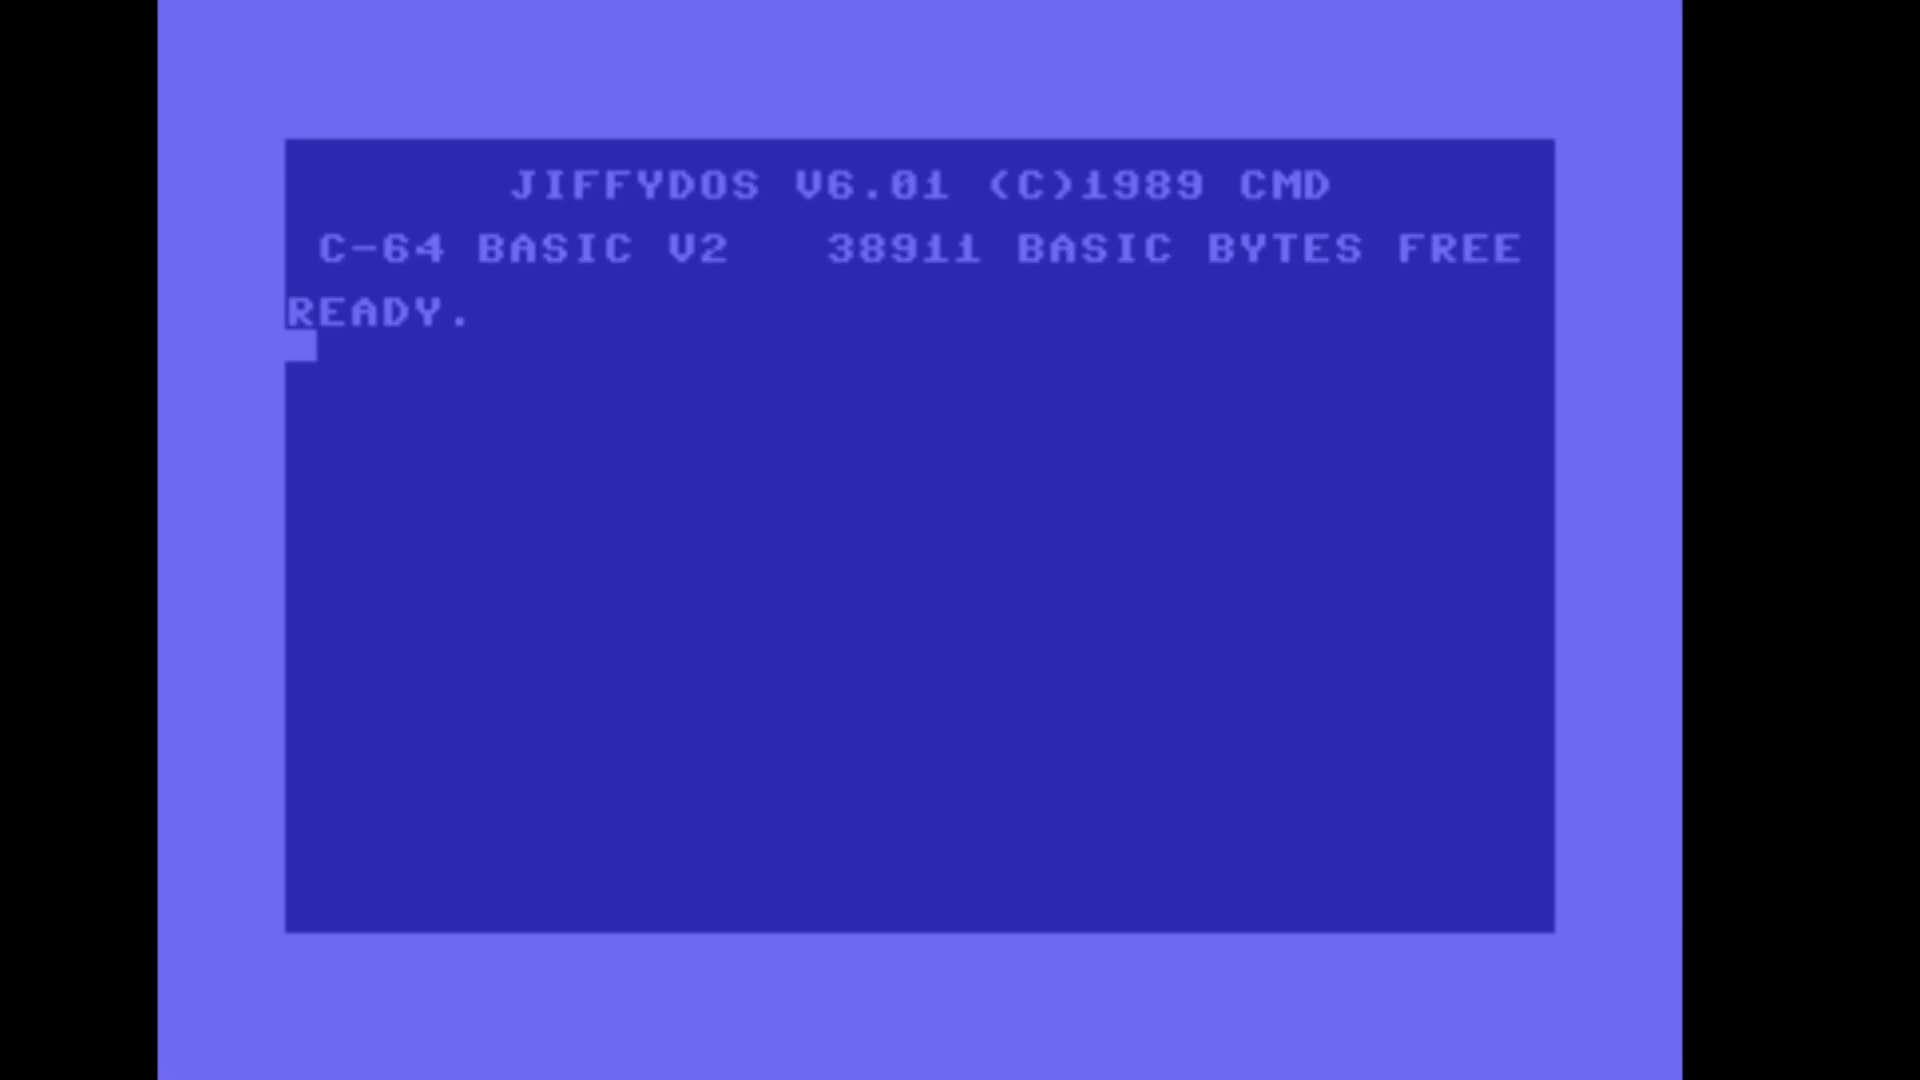 JIFFYDOS V6.01 (C)1989 CMD
C-64 BASIC V2   38911 BASIC BYTES FREE
READY.